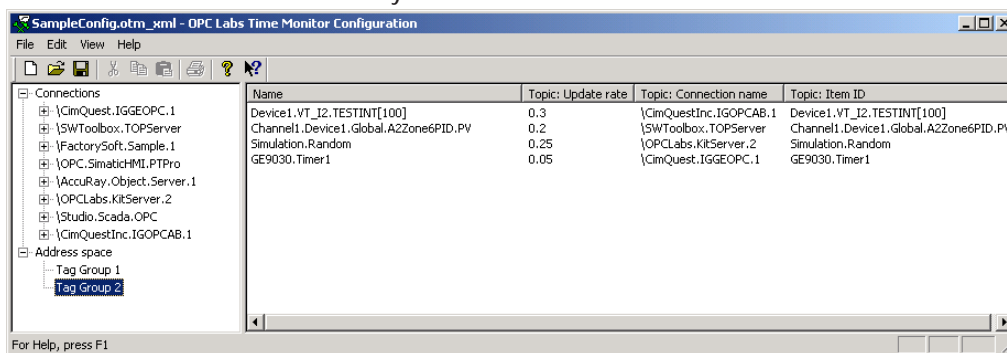 SampleConfig.otm_xml - OPC Labs Time Monitor Configuration
File Edit View Help
Connections
\CimQuest.IGGEOPC.1
\SWToolbox.TOPServer
\FactorySoft.Sample.1
\OPC.SimaticHMI.PTPro
\AccuRay.Object.Server.1
\OPCLabs.KitServer.2
\Studio.Scada.OPC
\CimQuestInc.IGOPCAB.1
Address space
Tag Group 1
Tag Group 2
Name Topic: Update rate Topic: Connection name Topic: Item ID
Device1.VT_I2.TESTINT[100] 0.3 \CimQuestInc.IGOPCAB.1 Device1.VT_I2.TESTINT[100]
Channel1.Device1.Global.A2Zone6PID.PV 0.2 \SWToolbox.TOPServer Channel1.Device1.Global.A2Zone6PID.PV
Simulation.Random 0.25 \OPCLabs.KitServer.2 Simulation.Random
GE9030.Timer1 0.05 \CimQuest.IGGEOPC.1 GE9030.Timer1
For Help, press F1